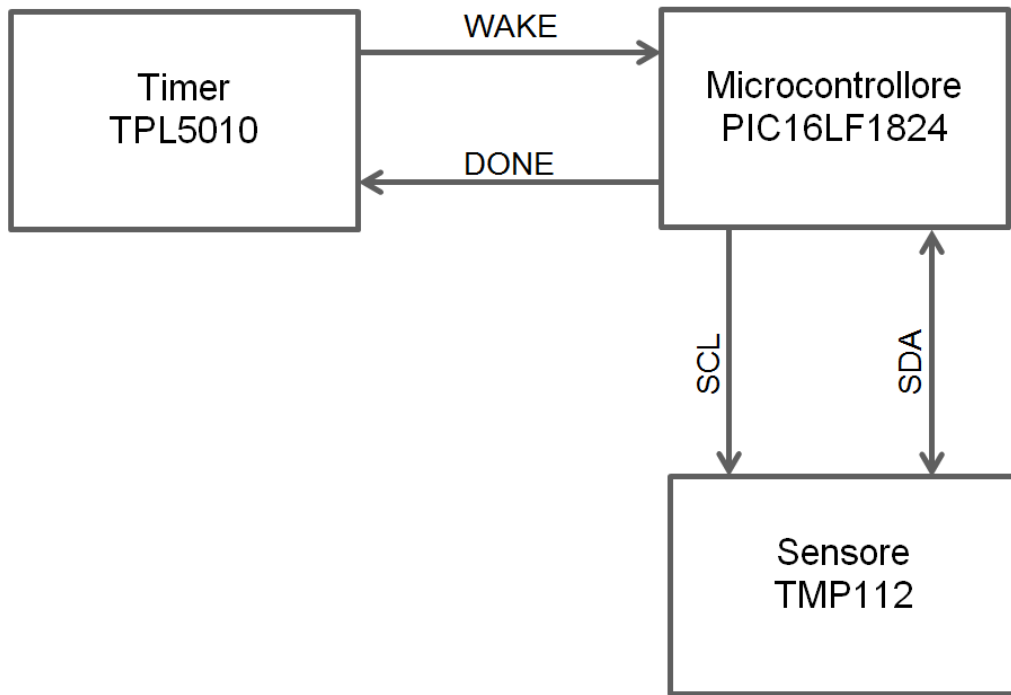 WAKE
Timer
TPL5010
Microcontrollore
PIC16LF1824
DONE
SCL
SDA
Sensore
TMP112